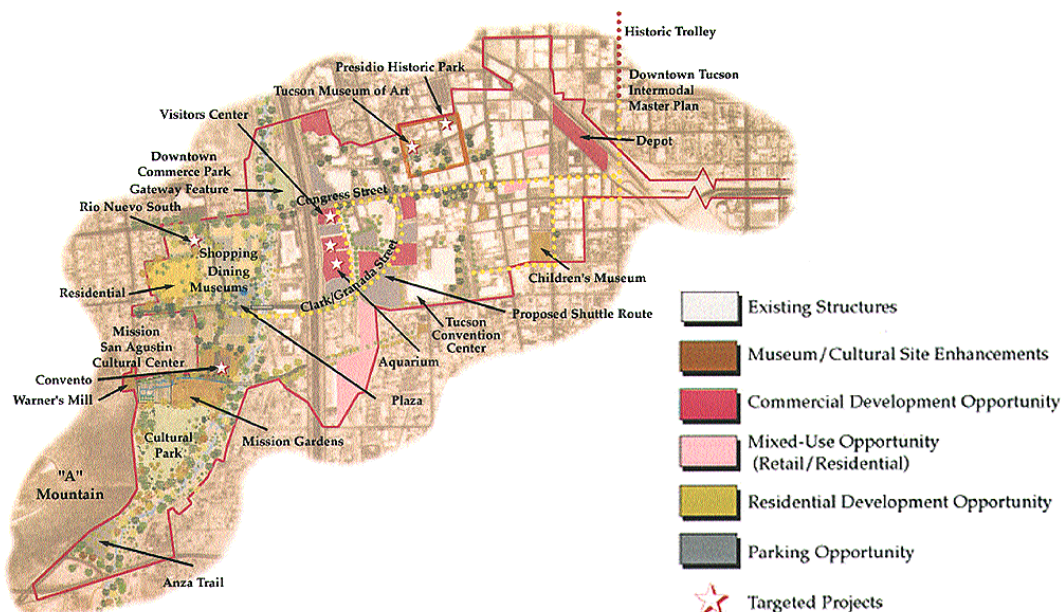 Historic Trolley
Presidio Historic Park
Downtown Tucson
Intermodal
Master Plan
Tucson Museum of Art
Visitors Center
Depot
Downtown
Commerce Park
Gateway Feature
Congress Street
Rio Nuevo South
Shopping
Dining
Museums
Clark/Granada Street
Children's Museum
Residential
Proposed Shuttle Route
Tucson
Convention
Center
Mission
San Agustin
Cultural Center
Aquarium
Convento
Warner's Mill
Plaza
Mission Gardens
Cultural
Park
"A"
Mountain
Anza Trail
Existing Structures
Museum/Cultural Site Enhancements
Commercial Development Opportunity
Mixed-Use Opportunity
(Retail/Residential)
Residential Development Opportunity
Parking Opportunity
Targeted Projects